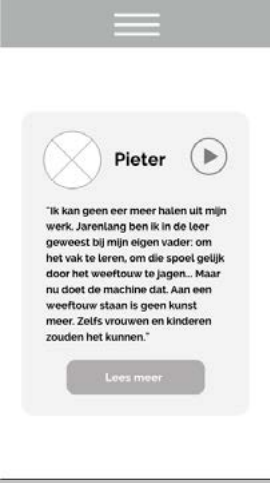 Pieter
"Ik kan geen eer meer halen uit mijn
werk. Jarenlang ben ik in de leer
geweest bij mijn eigen vader: om
het vak te leren, om die spoel gelijk
door het weeftouw te jagen... Maar
nu doet de machine dat. Aan een
weeftouw staan is geen kunst
meer. Zelfs vrouwen en kinderen
zouden het kunnen."
Lees meer